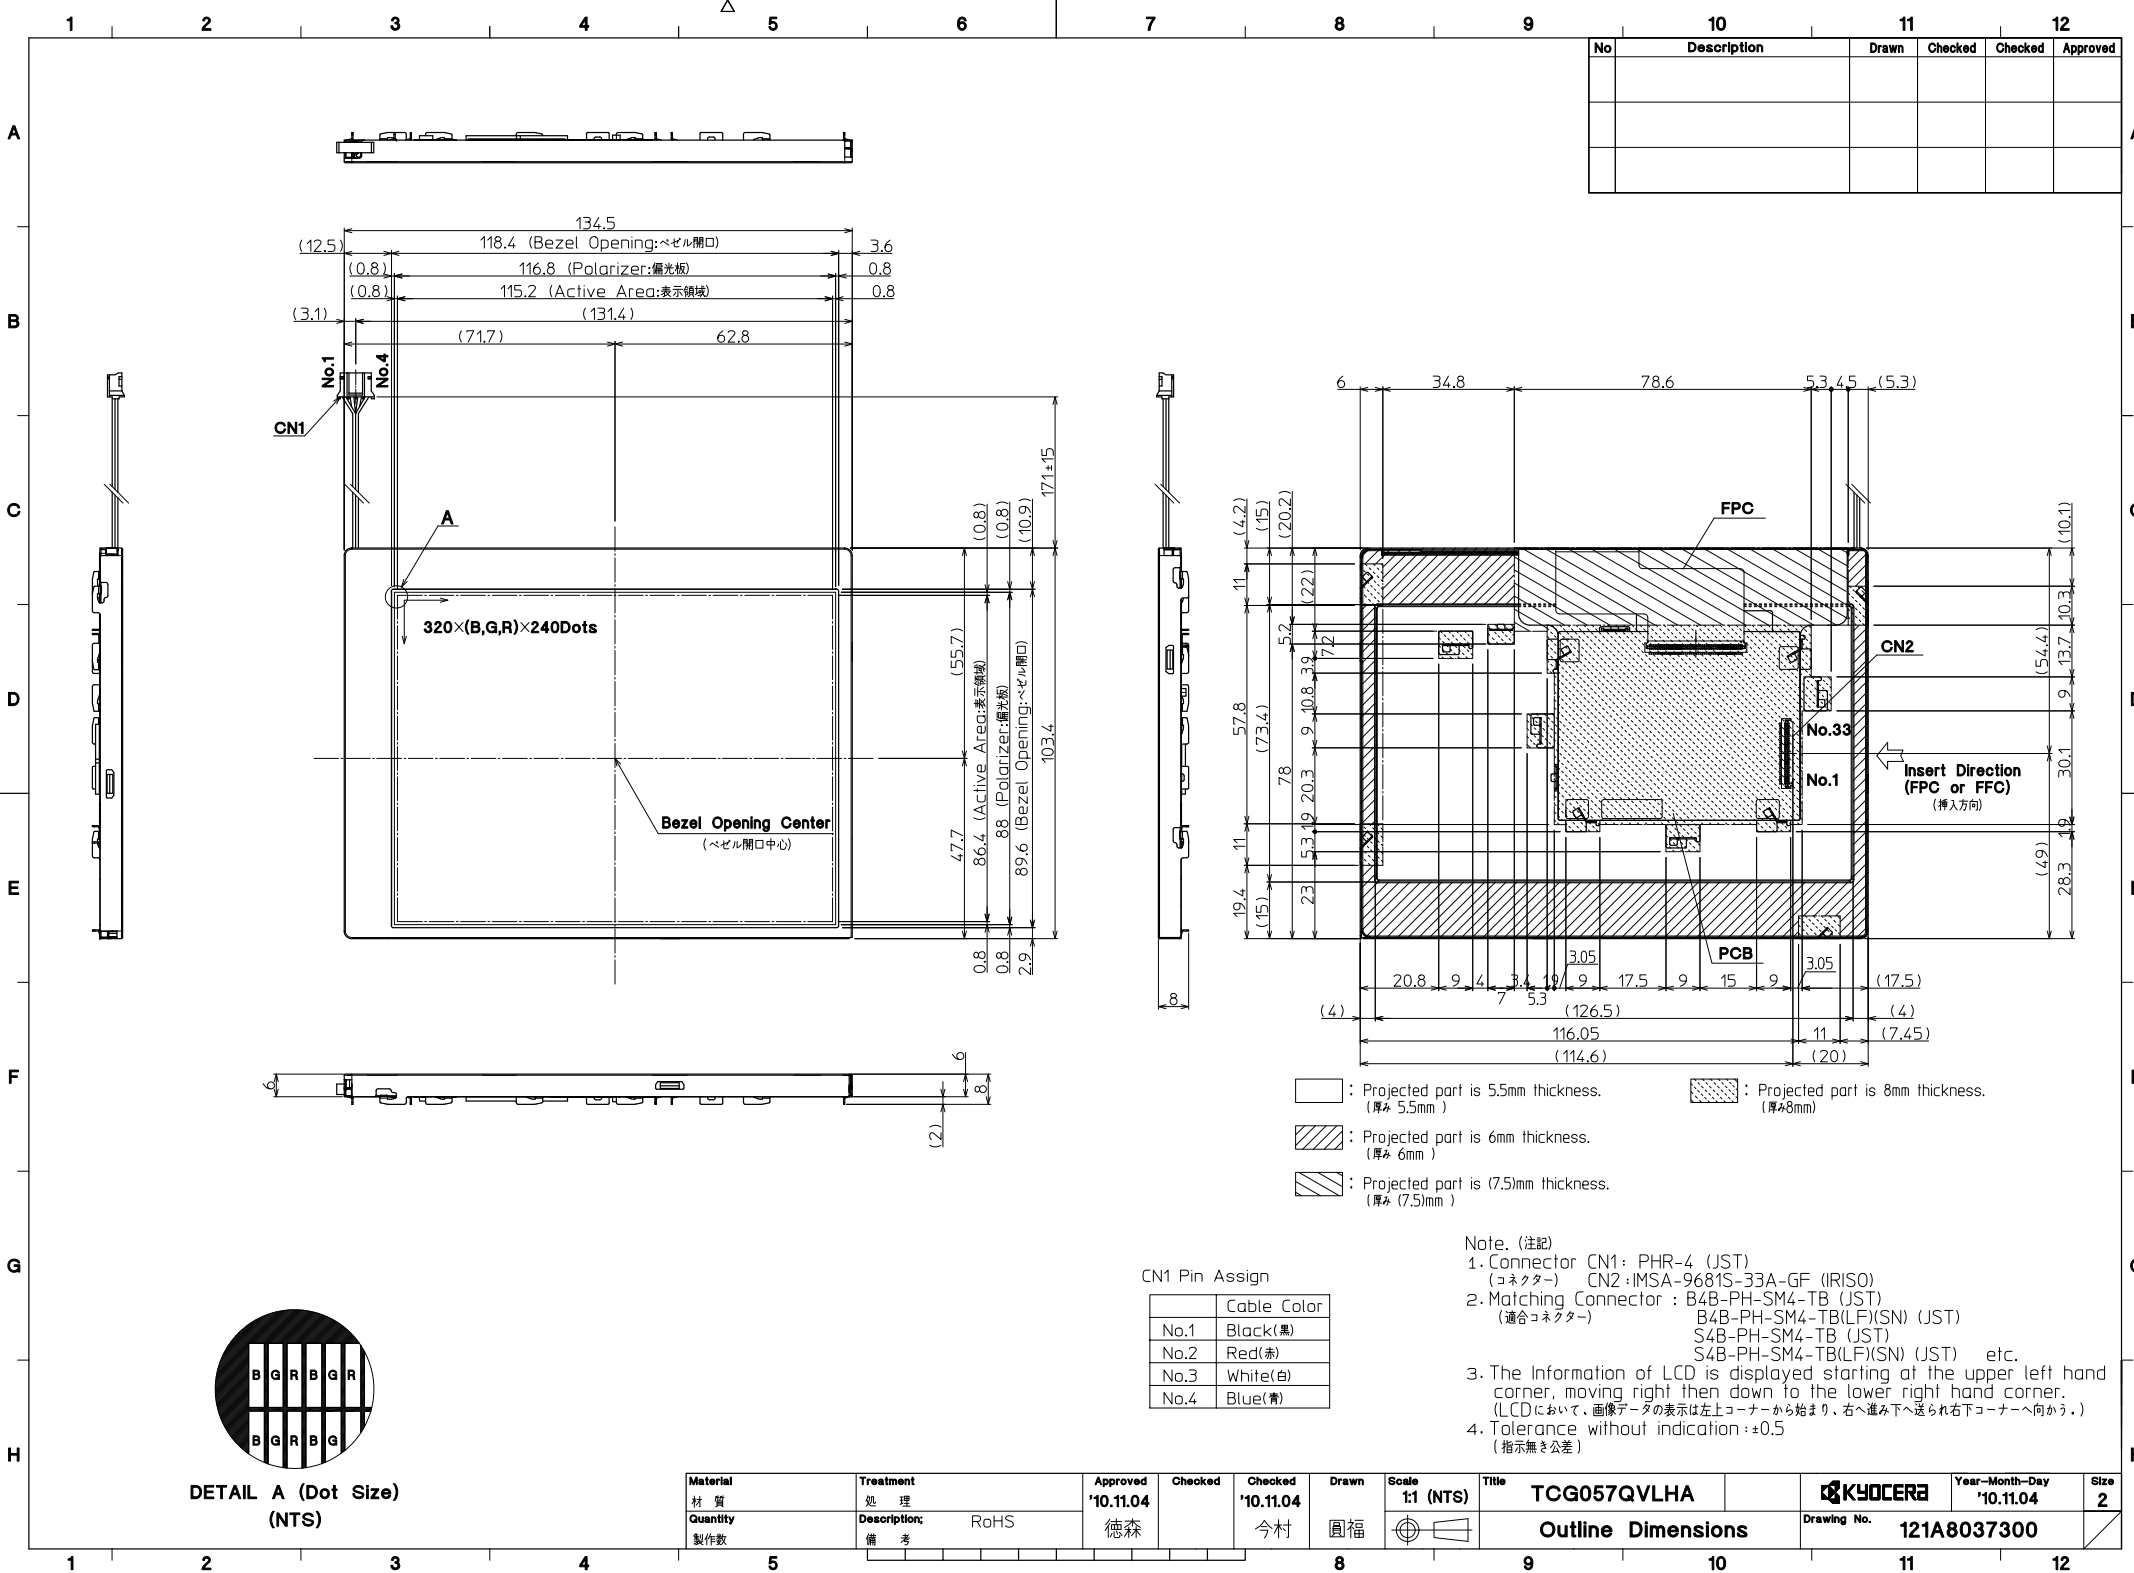 1 2 3 4 5 6 7 8 9 10 11 12
A
B
C
D
E
F
G
H
No Description Drawn Checked Checked Approved
134.5
(12.5) 118.4 (Bezel Opening:ベゼル開口) 3.6
(0.8) 116.8 (Polarizer:偏光板) 0.8
(0.8) 115.2 (Active Area:表示領域) 0.8
(3.1) (131.4)
(71.7) 62.8
No.1
No.4
CN1
A
171±15
(0.8)
(0.8)
(10.9)
320×(B,G,R)×240Dots
(55.7)
47.7
86.4 (Active Area:表示領域)
88 (Polarizer:偏光板)
89.6 (Bezel Opening:ベゼル開口)
103.4
Bezel Opening Center
(ベゼル開口中心)
0.8
0.8
2.9
8
6 34.8 78.6 5.3 4.5 (5.3)
FPC
(4.2)
(15)
(20.2)
11
(22)
5.2
7.2
3.9
10.8
57.8
(73.4)
9
78
20.3
1.9
11
5.3
19.4
(15)
23
(10.1)
10.3
(54.4)
13.7
9
30.1
1.9
(49)
28.3
CN2
No.33
No.1
Insert Direction
(FPC or FFC)
(挿入方向)
PCB
3.05
3.05
20.8 9 4 7 3.4 5.3 1.9 9 17.5 9 15 9 (17.5)
(4) (126.5) (4)
116.05 11 (7.45)
(114.6) (20)
6
6
8
(2)
: Projected part is 5.5mm thickness.
(厚み 5.5mm )
: Projected part is 8mm thickness.
(厚み8mm)
: Projected part is 6mm thickness.
(厚み 6mm )
: Projected part is (7.5)mm thickness.
(厚み (7.5)mm )
Note. (注記)
1. Connector CN1: PHR-4 (JST)
(コネクター) CN2:IMSA-9681S-33A-GF (IRISO)
2. Matching Connector : B4B-PH-SM4-TB (JST)
(適合コネクター) B4B-PH-SM4-TB(LF)(SN) (JST)
S4B-PH-SM4-TB (JST)
S4B-PH-SM4-TB(LF)(SN) (JST) etc.
3. The Information of LCD is displayed starting at the upper left hand
corner, moving right then down to the lower right hand corner.
(LCDにおいて、画像データの表示は左上コーナーから始まり、右へ進み下へ送られ右下コーナーへ向かう.)
4. Tolerance without indication:±0.5
(指示無き公差)
CN1 Pin Assign
Cable Color
No.1 Black(黒)
No.2 Red(赤)
No.3 White(白)
No.4 Blue(青)
B G R B G R
B G R B G
DETAIL A (Dot Size)
(NTS)
Material
材 質
Treatment
処 理
Quantity
製作数
Description;
備 考
RoHS
Approved
'10.11.04
徳森
Checked
Checked
'10.11.04
今村
Drawn
圓福
Scale
1:1 (NTS)
Title
TCG057QVLHA
Outline Dimensions
KYOCERA
Year-Month-Day
'10.11.04
Size
2
Drawing No.
121A8037300
1 2 3 4 5 8 9 10 11 12